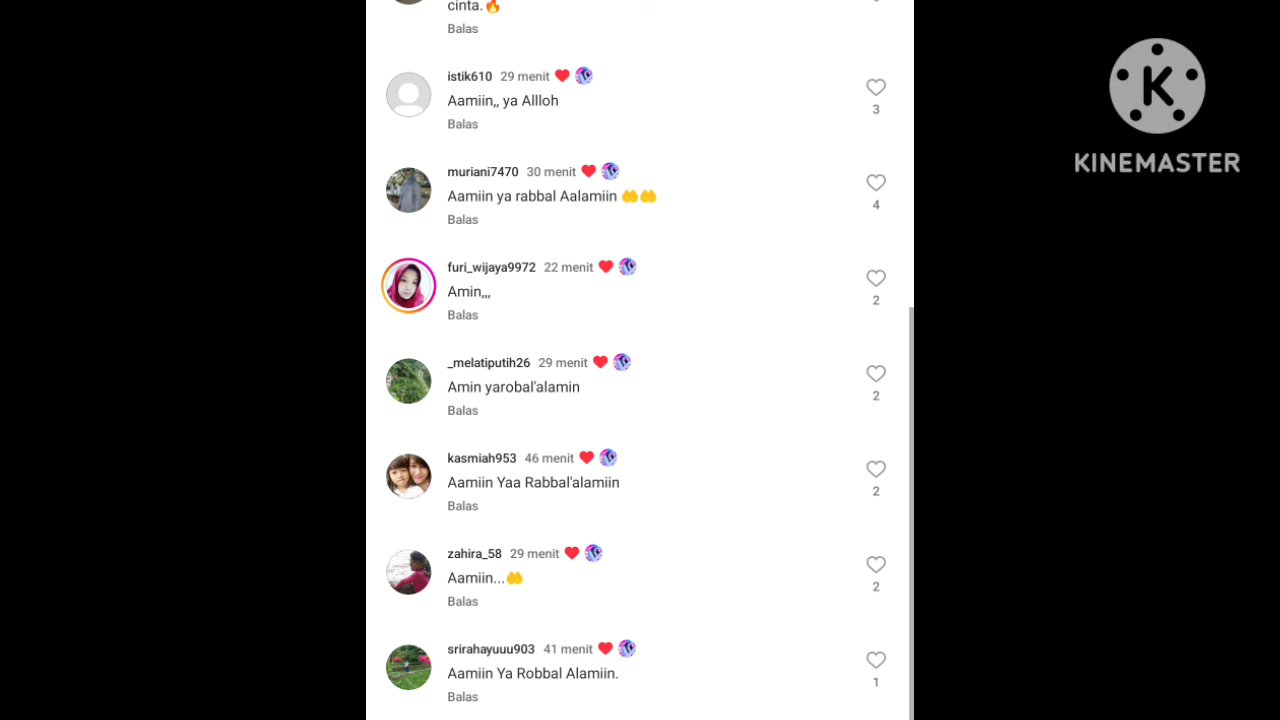 cinta.🔥
Balas
istik610 29 menit
Aamiin,, ya Allloh
3
Balas
muriani7470 30 menit
Aamiin ya rabbal Aalamiin 🤲🤲
4
Balas
furi_wijaya9972 22 menit
Amin,,,
2
Balas
_melatiputih26 29 menit
Amin yarobal'alamin
2
Balas
kasmiah953 46 menit
Aamiin Yaa Rabbal'alamiin
2
Balas
zahira_58 29 menit
Aamiin...🤲
2
Balas
srirahayuuu903 41 menit
Aamiin Ya Robbal Alamiin.
1
Balas
K
KINEMASTER